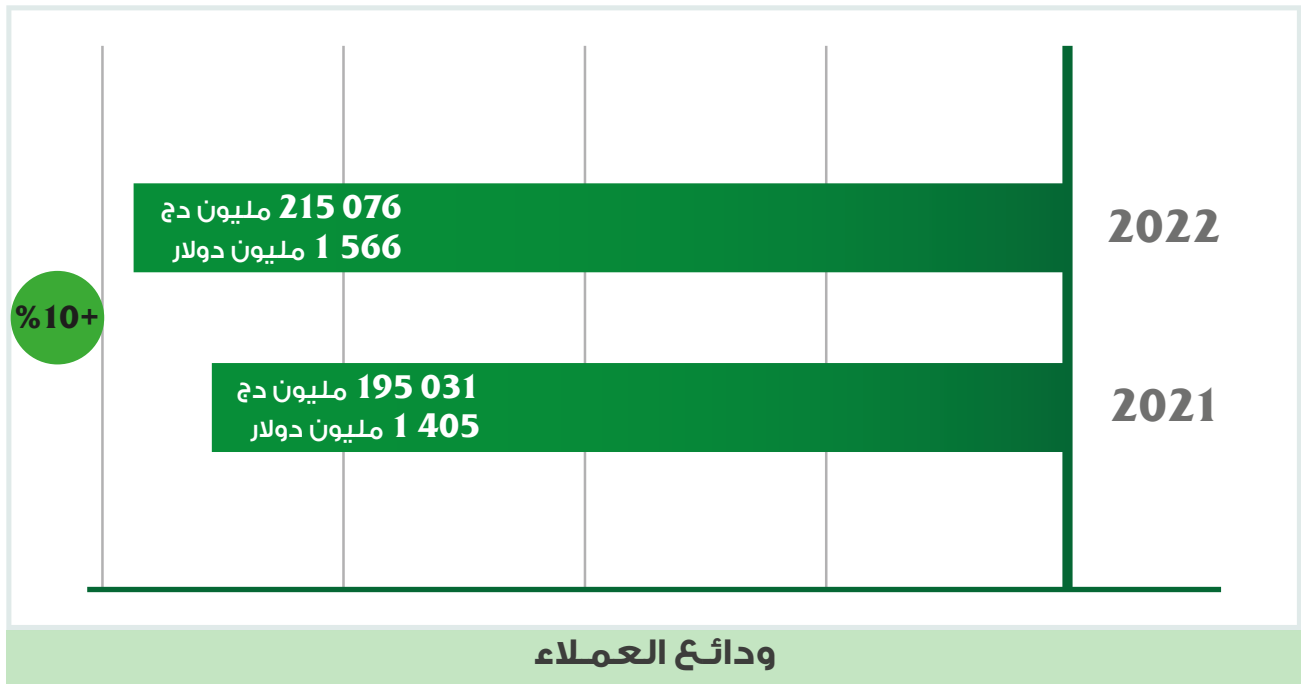 2022
215 076 مليون دج
1 566 مليون دولار
%10+
2021
195 031 مليون دج
1 405 مليون دولار
ودائع العملاء